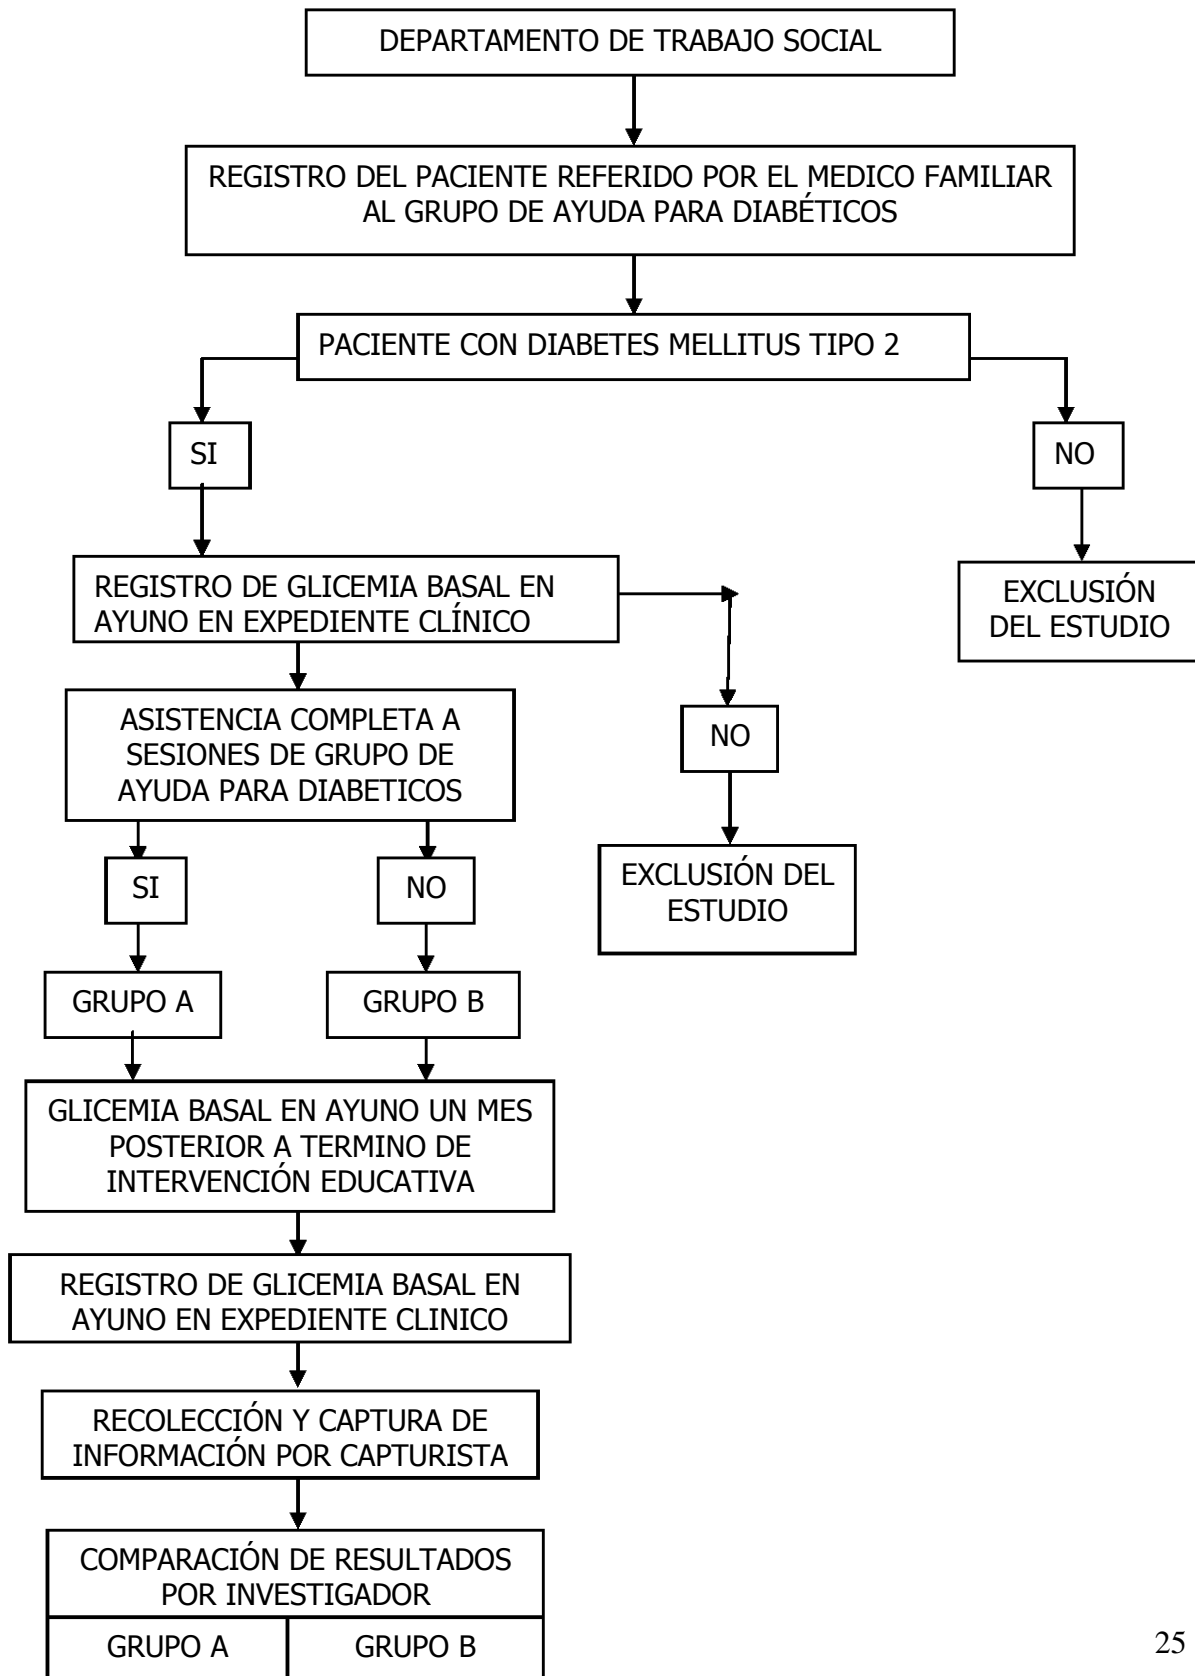 DEPARTAMENTO DE TRABAJO SOCIAL
REGISTRO DEL PACIENTE REFERIDO POR EL MEDICO FAMILIAR
AL GRUPO DE AYUDA PARA DIABÉTICOS
PACIENTE CON DIABETES MELLITUS TIPO 2
SI
NO
REGISTRO DE GLICEMIA BASAL EN
AYUNO EN EXPEDIENTE CLÍNICO
EXCLUSIÓN
DEL ESTUDIO
ASISTENCIA COMPLETA A
SESIONES DE GRUPO DE
AYUDA PARA DIABETICOS
NO
SI
NO
EXCLUSIÓN DEL
ESTUDIO
GRUPO A
GRUPO B
GLICEMIA BASAL EN AYUNO UN MES
POSTERIOR A TERMINO DE
INTERVENCIÓN EDUCATIVA
REGISTRO DE GLICEMIA BASAL EN
AYUNO EN EXPEDIENTE CLINICO
RECOLECCIÓN Y CAPTURA DE
INFORMACIÓN POR CAPTURISTA
COMPARACIÓN DE RESULTADOS
POR INVESTIGADOR
GRUPO A
GRUPO B
25